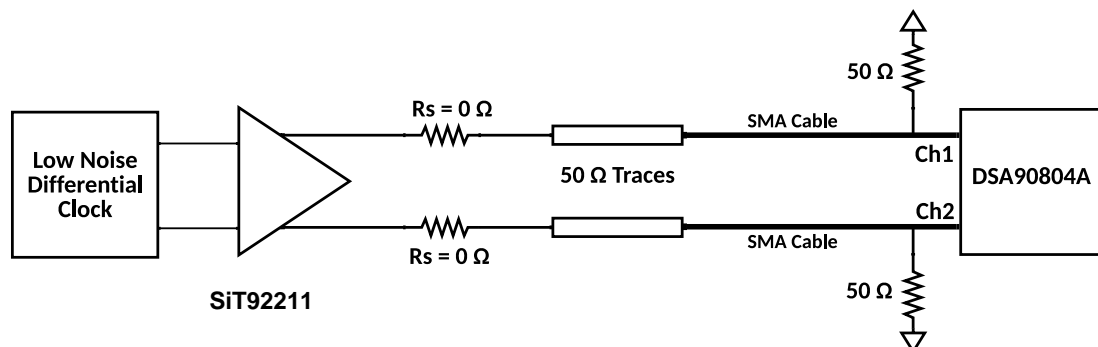 50 Ω
Rs = 0 Ω
SMA Cable
Low Noise
Differential
Clock
50 Ω Traces
Ch1
DSA90804A
Ch2
Rs = 0 Ω
SMA Cable
SiT92211
50 Ω